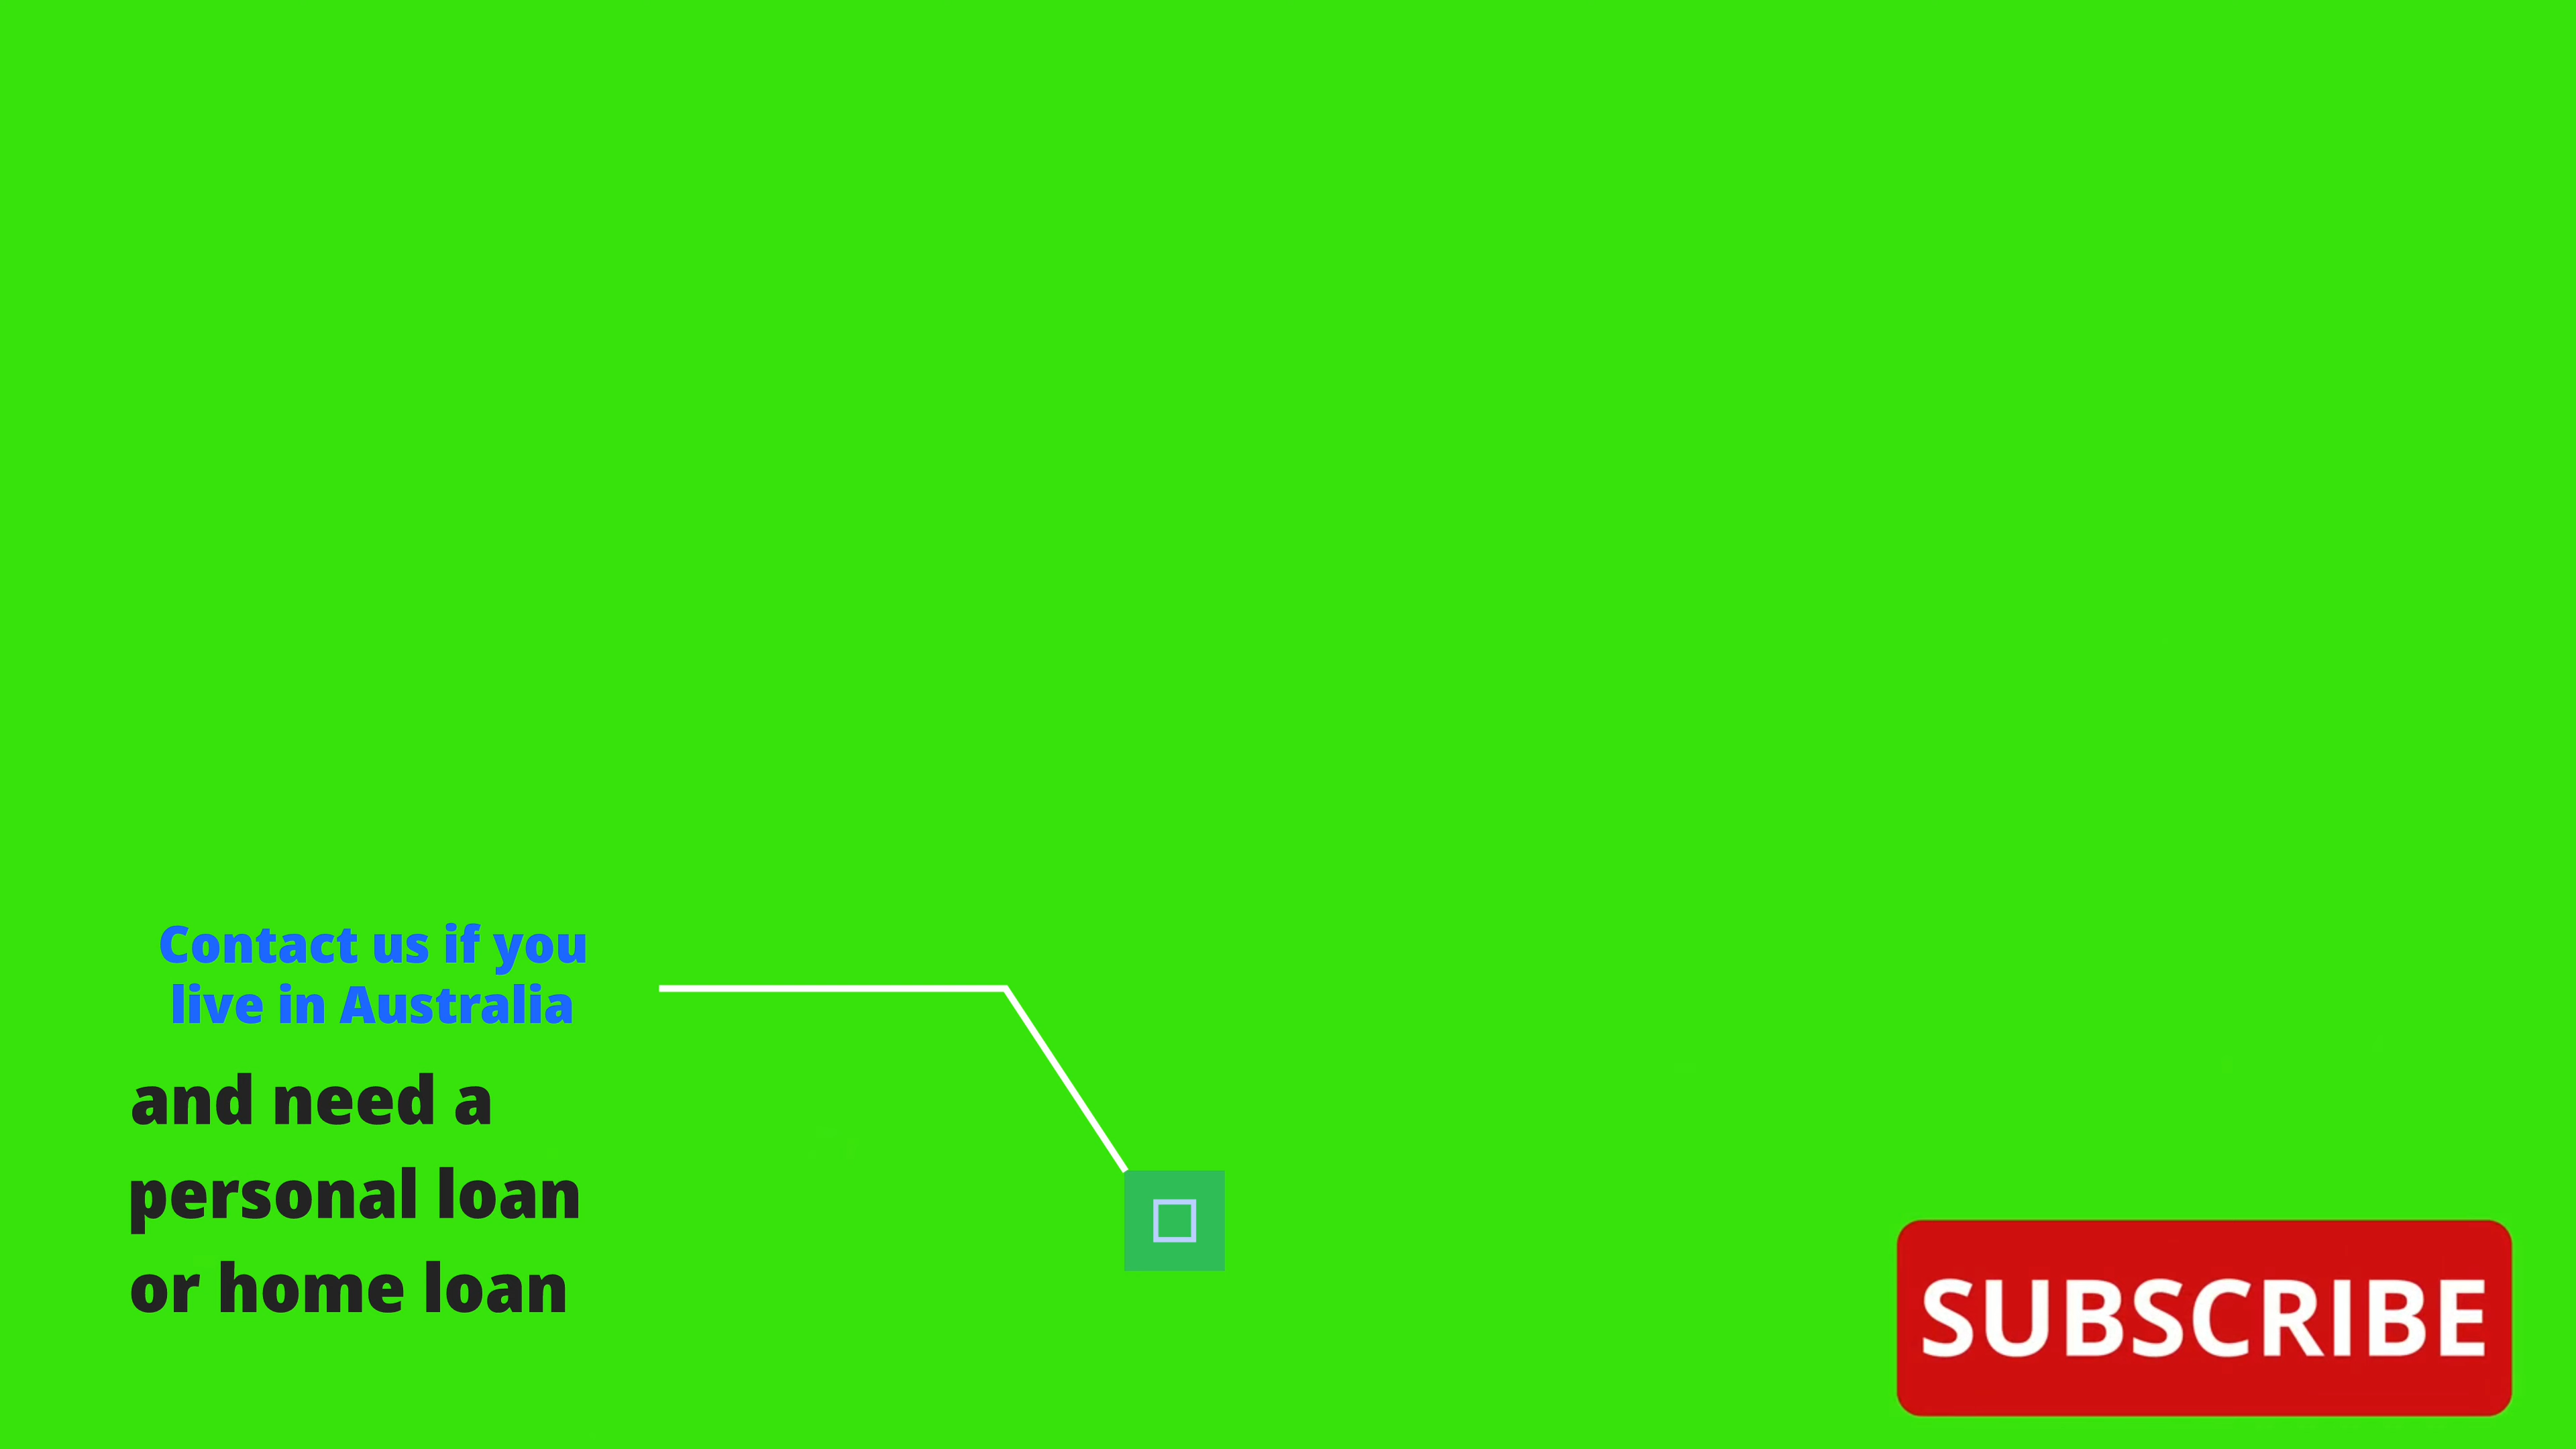 Contact us if you
live in Australia
and need a
personal loan
or home loan
SUBSCRIBE